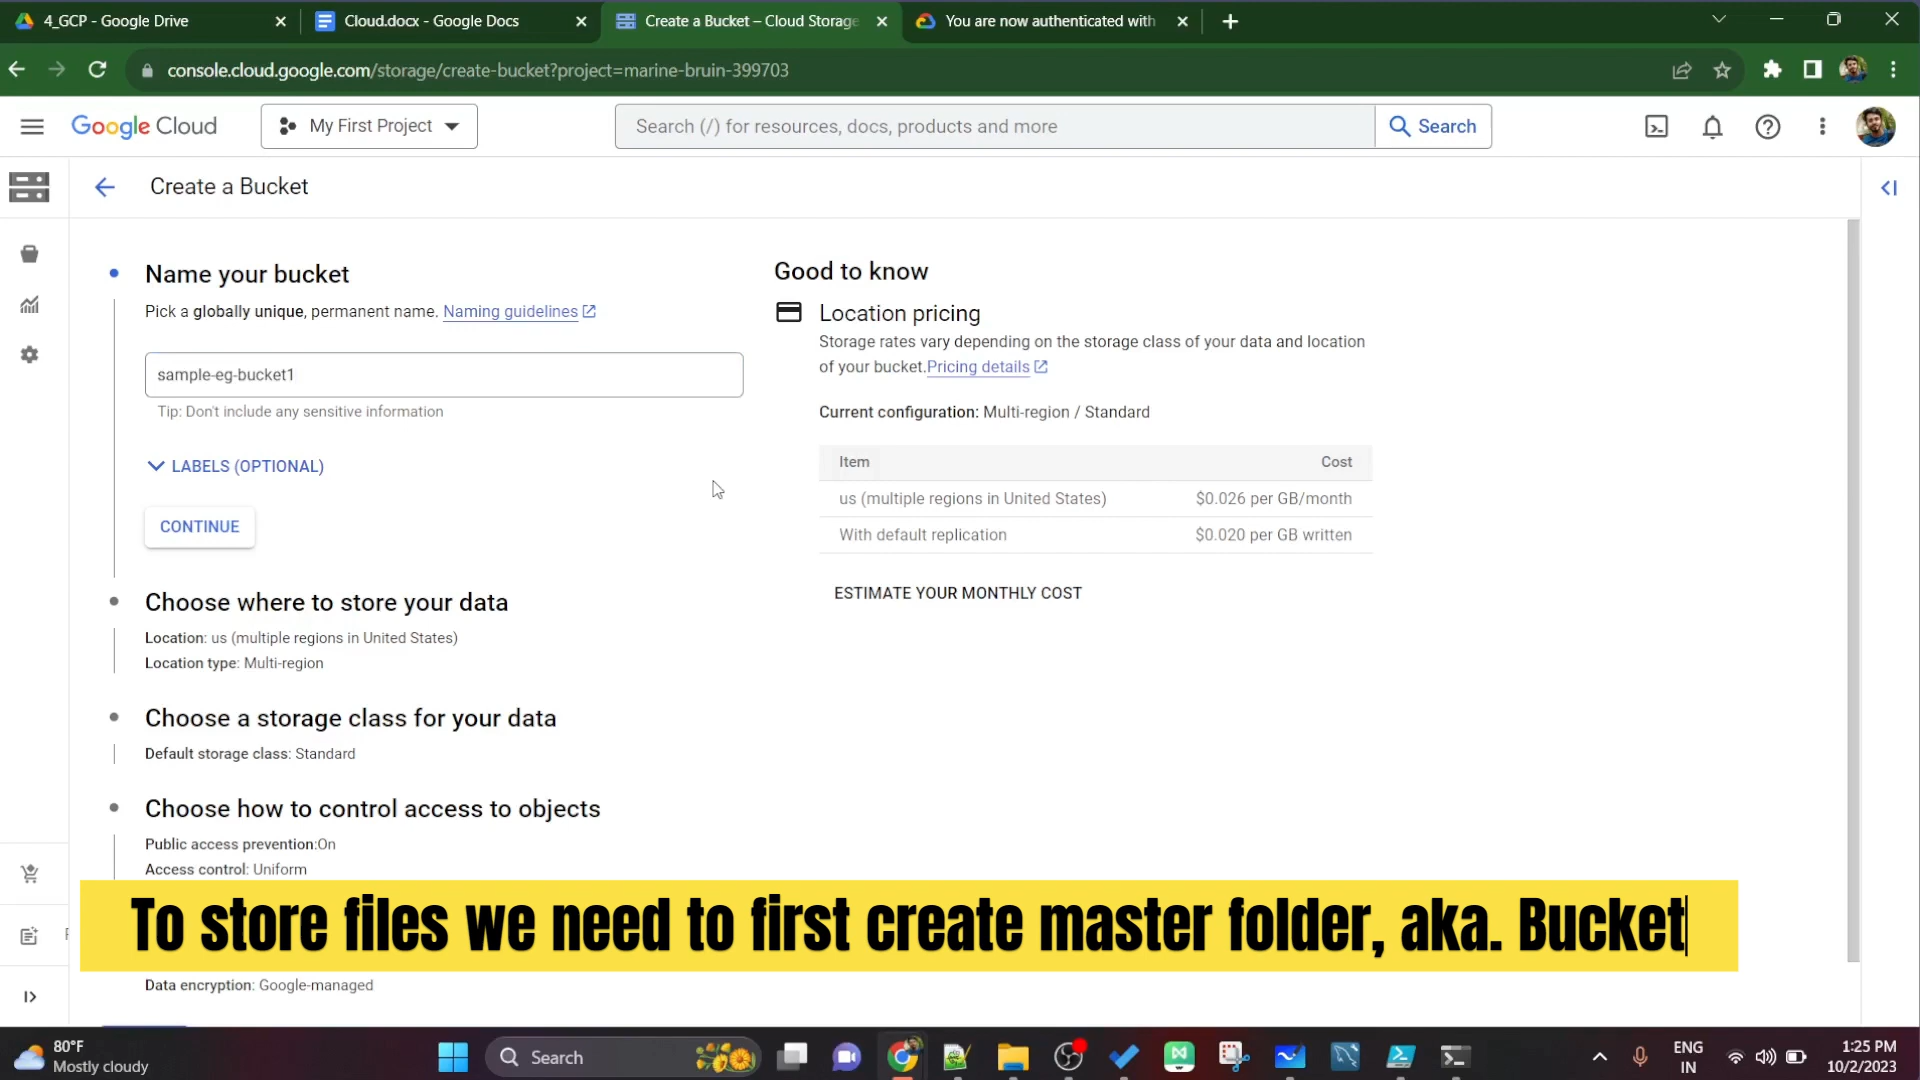 4_GCP - Google Drive
Cloud.docx - Google Docs
Create a Bucket – Cloud Storage
You are now authenticated with
console.cloud.google.com/storage/create-bucket?project=marine-bruin-399703
Google Cloud
My First Project
Search (/) for resources, docs, products and more
Search
Create a Bucket
Name your bucket
Pick a globally unique, permanent name. Naming guidelines
sample-eg-bucket1
Tip: Don't include any sensitive information
LABELS (OPTIONAL)
CONTINUE
Choose where to store your data
Location: us (multiple regions in United States)
Location type: Multi-region
Choose a storage class for your data
Default storage class: Standard
Choose how to control access to objects
Public access prevention:On
Access control: Uniform
Good to know
Location pricing
Storage rates vary depending on the storage class of your data and location
of your bucket.Pricing details
Current configuration: Multi-region / Standard
Item Cost
us (multiple regions in United States) $0.026 per GB/month
With default replication $0.020 per GB written
ESTIMATE YOUR MONTHLY COST
To store files we need to first create master folder, aka. Bucket
Data encryption: Google-managed
80°F
Mostly cloudy
Search
ENG
IN
1:25 PM
10/2/2023